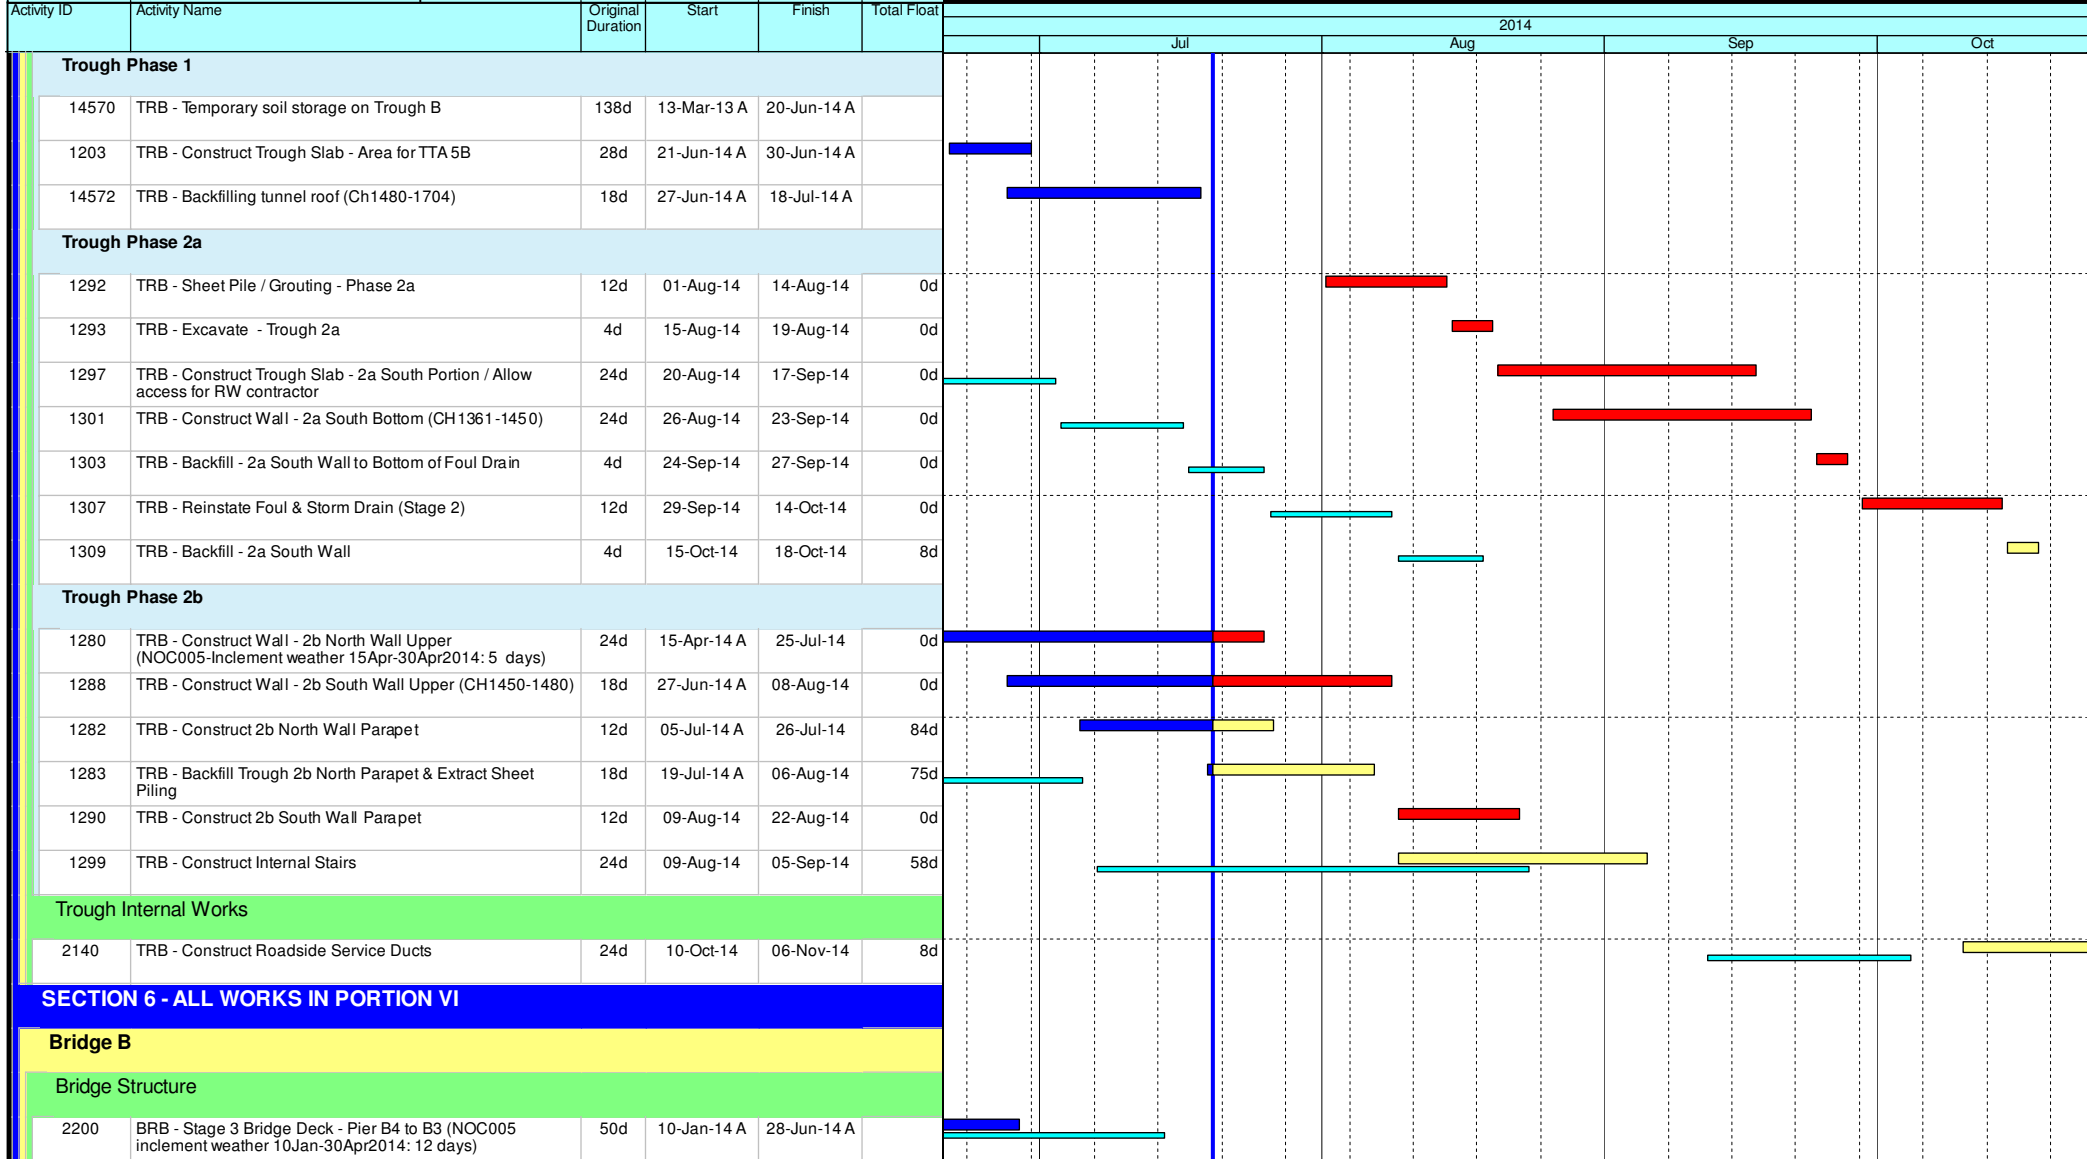 Activity ID Activity Name Original Duration Start Finish Total Float
2014
Jul Aug Sep Oct
Trough Phase 1
14570 TRB - Temporary soil storage on Trough B 138d 13-Mar-13 A 20-Jun-14 A
1203 TRB - Construct Trough Slab - Area for TTA 5B 28d 21-Jun-14 A 30-Jun-14 A
14572 TRB - Backfilling tunnel roof (Ch1480-1704) 18d 27-Jun-14 A 18-Jul-14 A
Trough Phase 2a
1292 TRB - Sheet Pile / Grouting - Phase 2a 12d 01-Aug-14 14-Aug-14 0d
1293 TRB - Excavate - Trough 2a 4d 15-Aug-14 19-Aug-14 0d
1297 TRB - Construct Trough Slab - 2a South Portion / Allow 24d 20-Aug-14 17-Sep-14 0d
access for RW contractor
1301 TRB - Construct Wall - 2a South Bottom (CH1361-1450) 24d 26-Aug-14 23-Sep-14 0d
1303 TRB - Backfill - 2a South Wall to Bottom of Foul Drain 4d 24-Sep-14 27-Sep-14 0d
1307 TRB - Reinstate Foul & Storm Drain (Stage 2) 12d 29-Sep-14 14-Oct-14 0d
1309 TRB - Backfill - 2a South Wall 4d 15-Oct-14 18-Oct-14 8d
Trough Phase 2b
1280 TRB - Construct Wall - 2b North Wall Upper 24d 15-Apr-14 A 25-Jul-14 0d
(NOC005-Inclement weather 15Apr-30Apr2014: 5 days)
1288 TRB - Construct Wall - 2b South Wall Upper (CH1450-1480) 18d 27-Jun-14 A 08-Aug-14 0d
1282 TRB - Construct 2b North Wall Parapet 12d 05-Jul-14 A 26-Jul-14 84d
1283 TRB - Backfill Trough 2b North Parapet & Extract Sheet 18d 19-Jul-14 A 06-Aug-14 75d
Piling
1290 TRB - Construct 2b South Wall Parapet 12d 09-Aug-14 22-Aug-14 0d
1299 TRB - Construct Internal Stairs 24d 09-Aug-14 05-Sep-14 58d
Trough Internal Works
2140 TRB - Construct Roadside Service Ducts 24d 10-Oct-14 06-Nov-14 8d
SECTION 6 - ALL WORKS IN PORTION VI
Bridge B
Bridge Structure
2200 BRB - Stage 3 Bridge Deck - Pier B4 to B3 (NOC005 50d 10-Jan-14 A 28-Jun-14 A
inclement weather 10Jan-30Apr2014: 12 days)